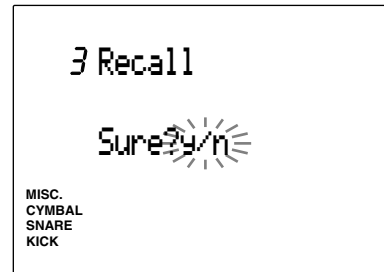 3 Recall
Sure?y/n
MISC.
CYMBAL
SNARE
KICK